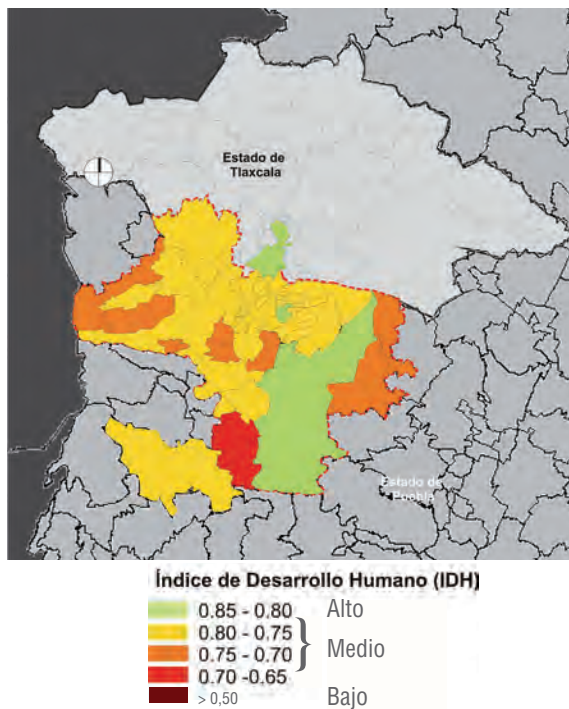 Estado de
Tlaxcala
Estado de
Puebla
Índice de Desarrollo Humano (IDH)
0.85 - 0.80 Alto
0.80 - 0.75
0.75 - 0.70 Medio
0.70 -0.65
> 0,50 Bajo